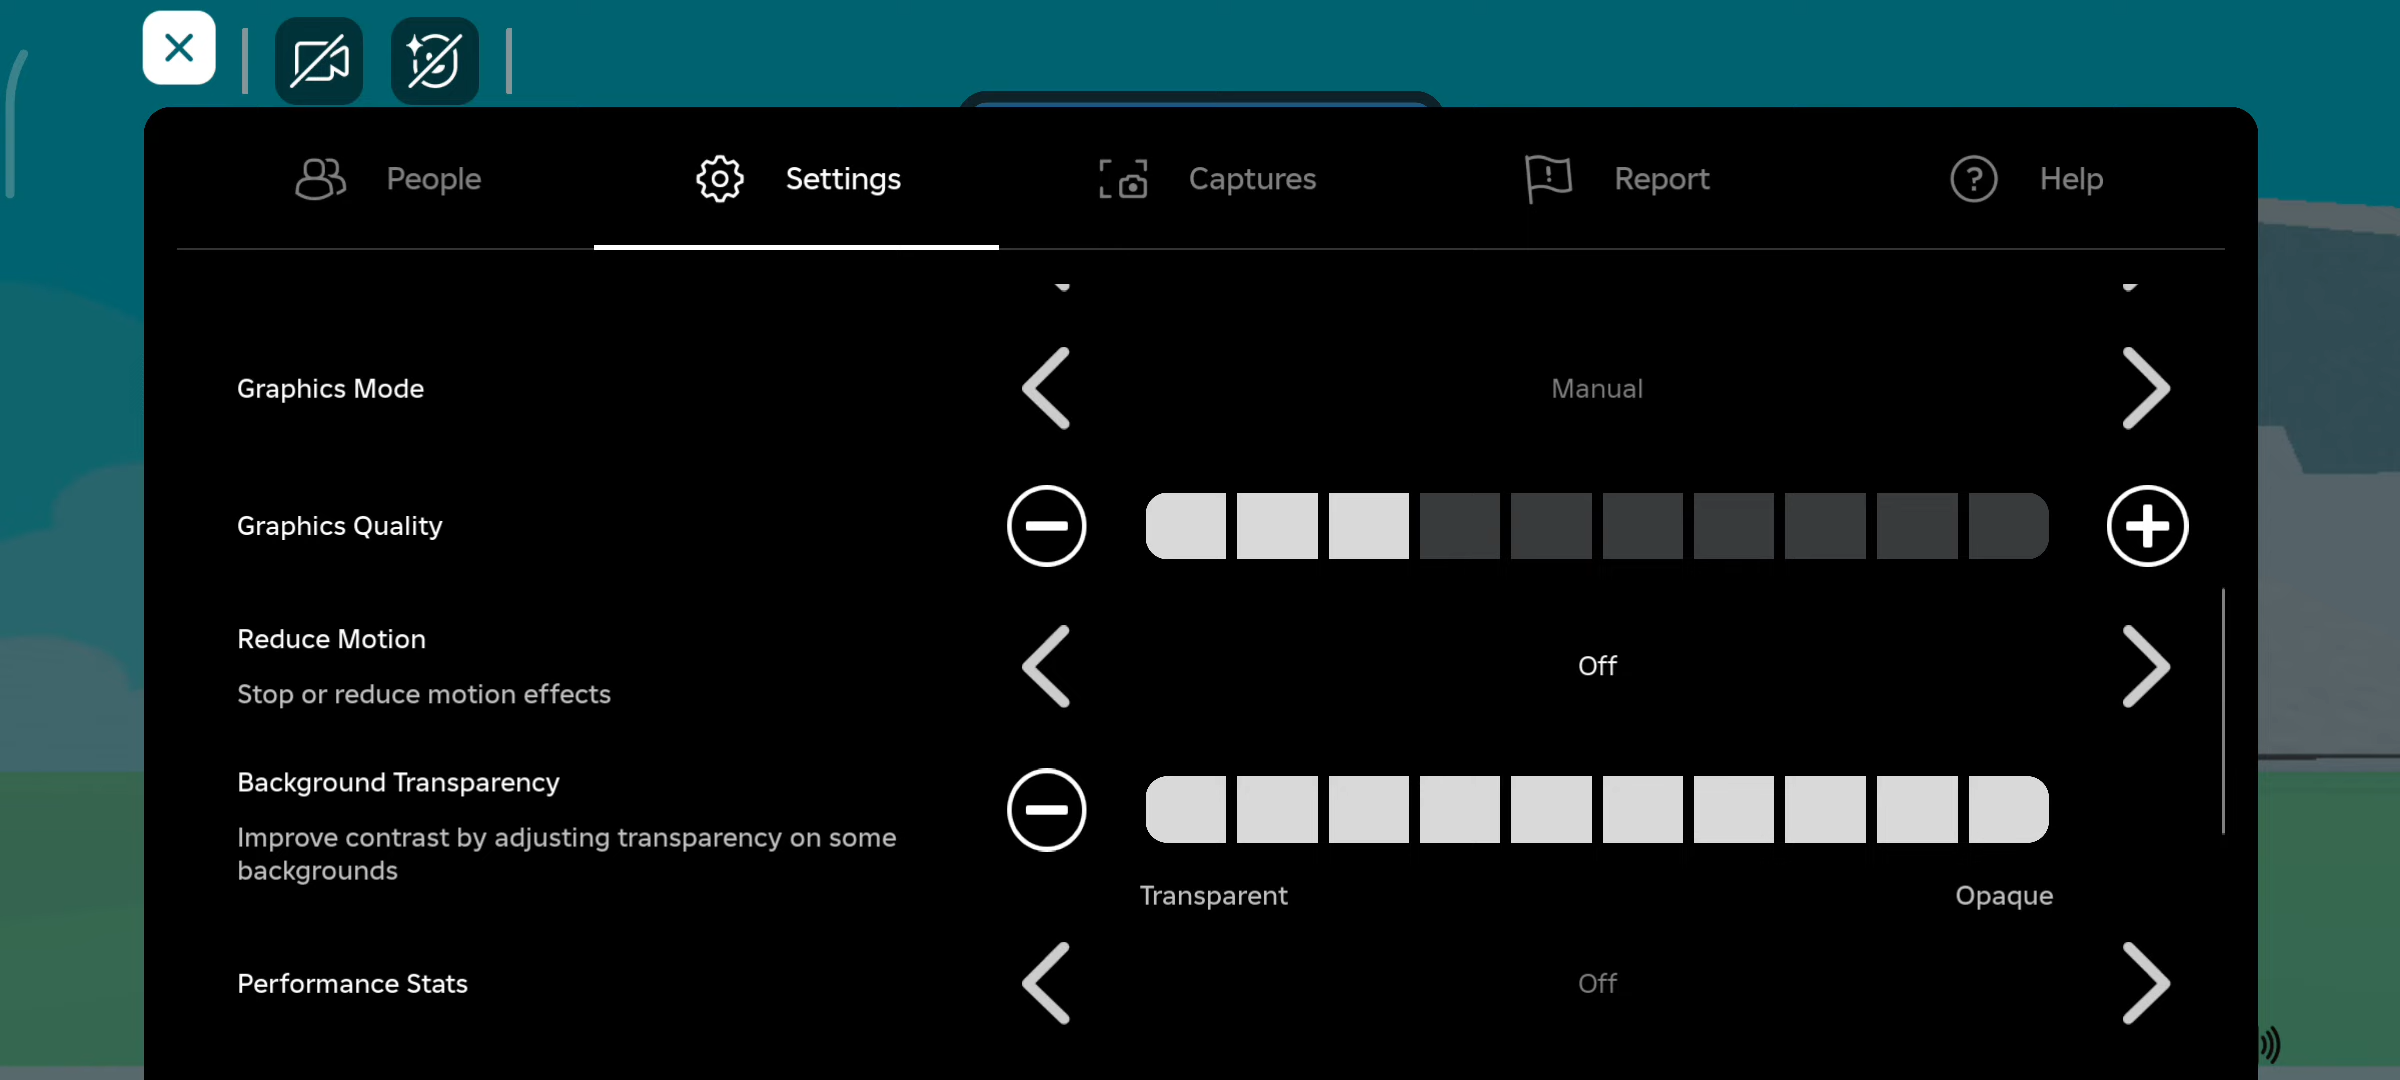 People
Settings
Captures
Report
Help
Graphics Mode
Manual
Graphics Quality
Reduce Motion
Stop or reduce motion effects
Off
Background Transparency
Improve contrast by adjusting transparency on some
backgrounds
Transparent
Opaque
Performance Stats
Off